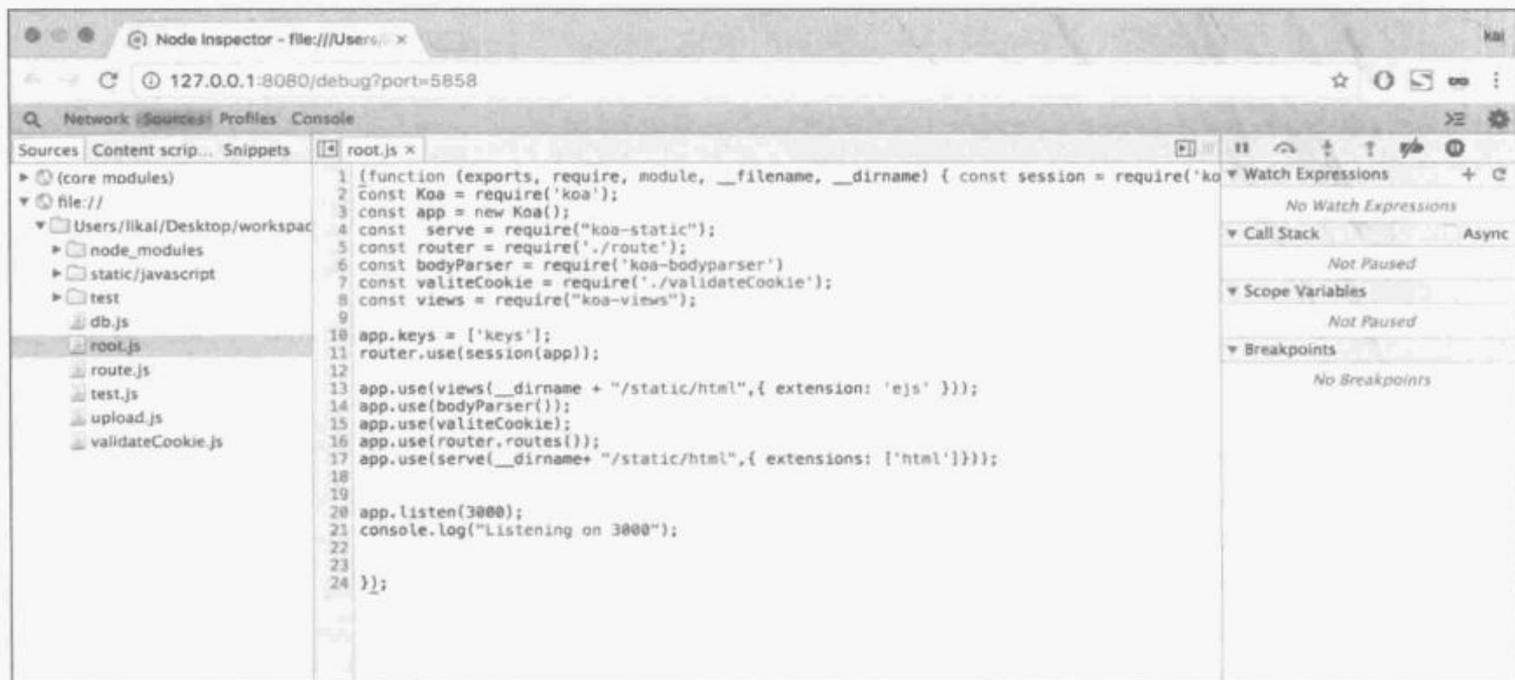 Node Inspector - file:///Users/ ×
kai
127.0.0.1:8080/debug?port=5858
Network Sources Profiles Console
Sources Content scrip... Snippets
root.js ×
(core modules)
file://
Users/likai/Desktop/workspac
node_modules
static/javascript
test
db.js
root.js
route.js
test.js
upload.js
validateCookie.js
1 (function (exports, require, module, __filename, __dirname) { const session = require('ko
2 const Koa = require('koa');
3 const app = new Koa();
4 const  serve = require("koa-static");
5 const router = require('./route');
6 const bodyParser = require('koa-bodyparser')
7 const valiteCookie = require('./validateCookie');
8 const views = require("koa-views");
9
10 app.keys = ['keys'];
11 router.use(session(app));
12
13 app.use(views(__dirname + "/static/html",{ extension: 'ejs' }));
14 app.use(bodyParser());
15 app.use(valiteCookie);
16 app.use(router.routes());
17 app.use(serve(__dirname+ "/static/html",{ extensions: ['html']}));
18
19
20 app.listen(3000);
21 console.log("Listening on 3000");
22
23
24 });
Watch Expressions
No Watch Expressions
Call Stack Async
Not Paused
Scope Variables
Not Paused
Breakpoints
No Breakpoints